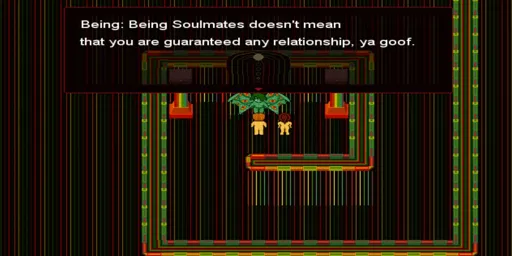 Being: Being Soulmates doesn't mean
that you are guaranteed any relationship, ya goof.